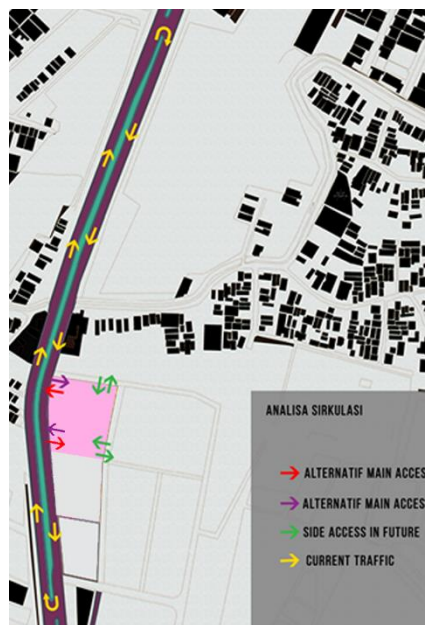 ANALISA SIRKULASI
ALTERNATIF MAIN ACCES
ALTERNATIF MAIN ACCES
SIDE ACCESS IN FUTURE
CURRENT TRAFFIC